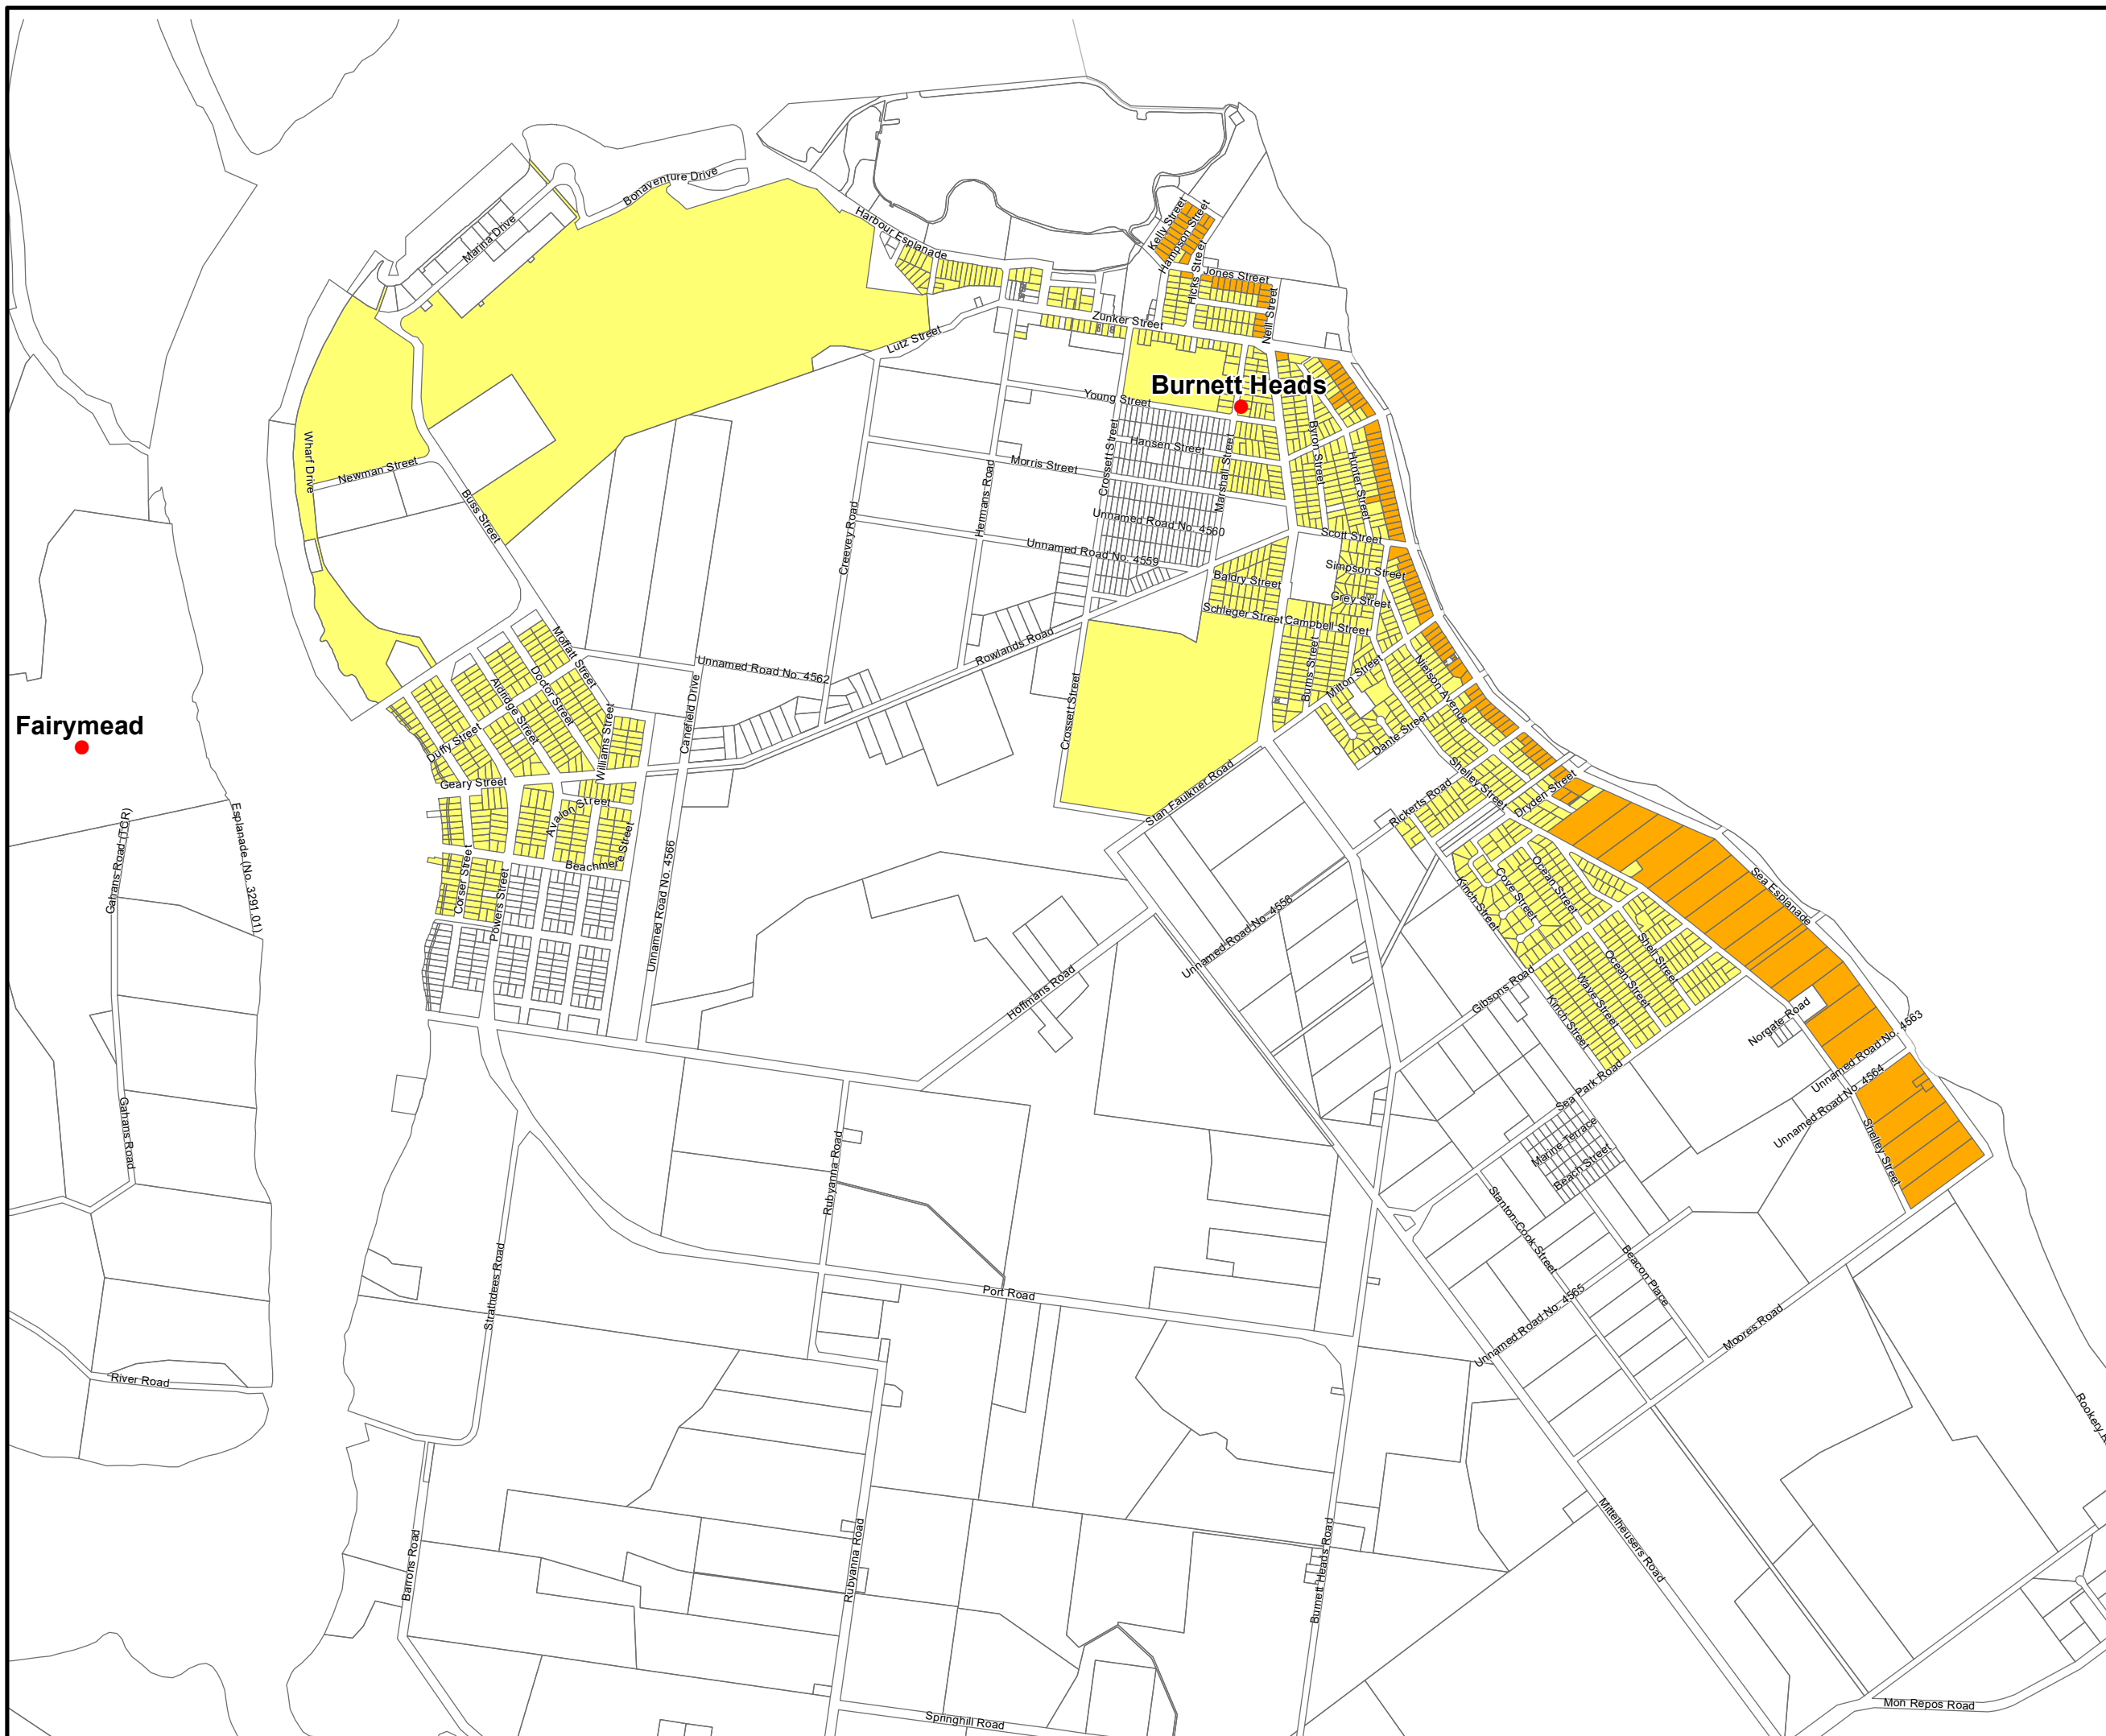 Bonaventure Drive
Marina Drive
Harbour Esplanade
Kelly Street
Hampson Street
Hicks Street
Jones Street
Neill Street
Zunker Street
Lutz Street
Burnett Heads
Young Street
Byron Street
Hansen Street
Hunter Street
Marshall Street
Crossett Street
Morris Street
Hermans Road
Wharf Drive
Newman Street
Buss Street
Creevey Road
Unnamed Road No. 4560
Scott Street
Unnamed Road No. 4559
Simpson Street
Baldry Street
Grey Street
Schleger Street
Campbell Street
Moffatt Street
Rowlands Road
Unnamed Road No. 4562
Doctor Street
Aldridge Street
Burns Street
Milton Street
Nielson Avenue
Crossett Street
Canefield Drive
Williams Street
Fairymead
Duffy Street
Dante Street
Geary Street
Shelley Street
Dryden Street
Stan Faulkner Road
Rickerts Road
Avalon Street
Beachmere Street
Esplanade (No. 3291.01)
Gahans Road (TCR)
Corser Street
Powers Street
Unnamed Road No. 4566
Ocean Street
Cove Street
Kinch Street
Sea Esplanade
Unnamed Road No. 4558
Shell Street
Ocean Street
Wave Street
Kinch Street
Gibsons Road
Hoffmans Road
Norgate Road
Unnamed Road No. 4563
Unnamed Road No. 4564
Sea Park Road
Gahans Road
Marine Terrace
Beach Street
Shelley Street
Rubyanna Road
Stanton-Cook Street
Beacon Place
Strathdees Road
Port Road
Unnamed Road No. 4565
Moores Road
River Road
Rookery R
Barrons Road
Rubyanna Road
Burnett Heads Road
Mittelheusers Road
Mon Repos Road
Springhill Road